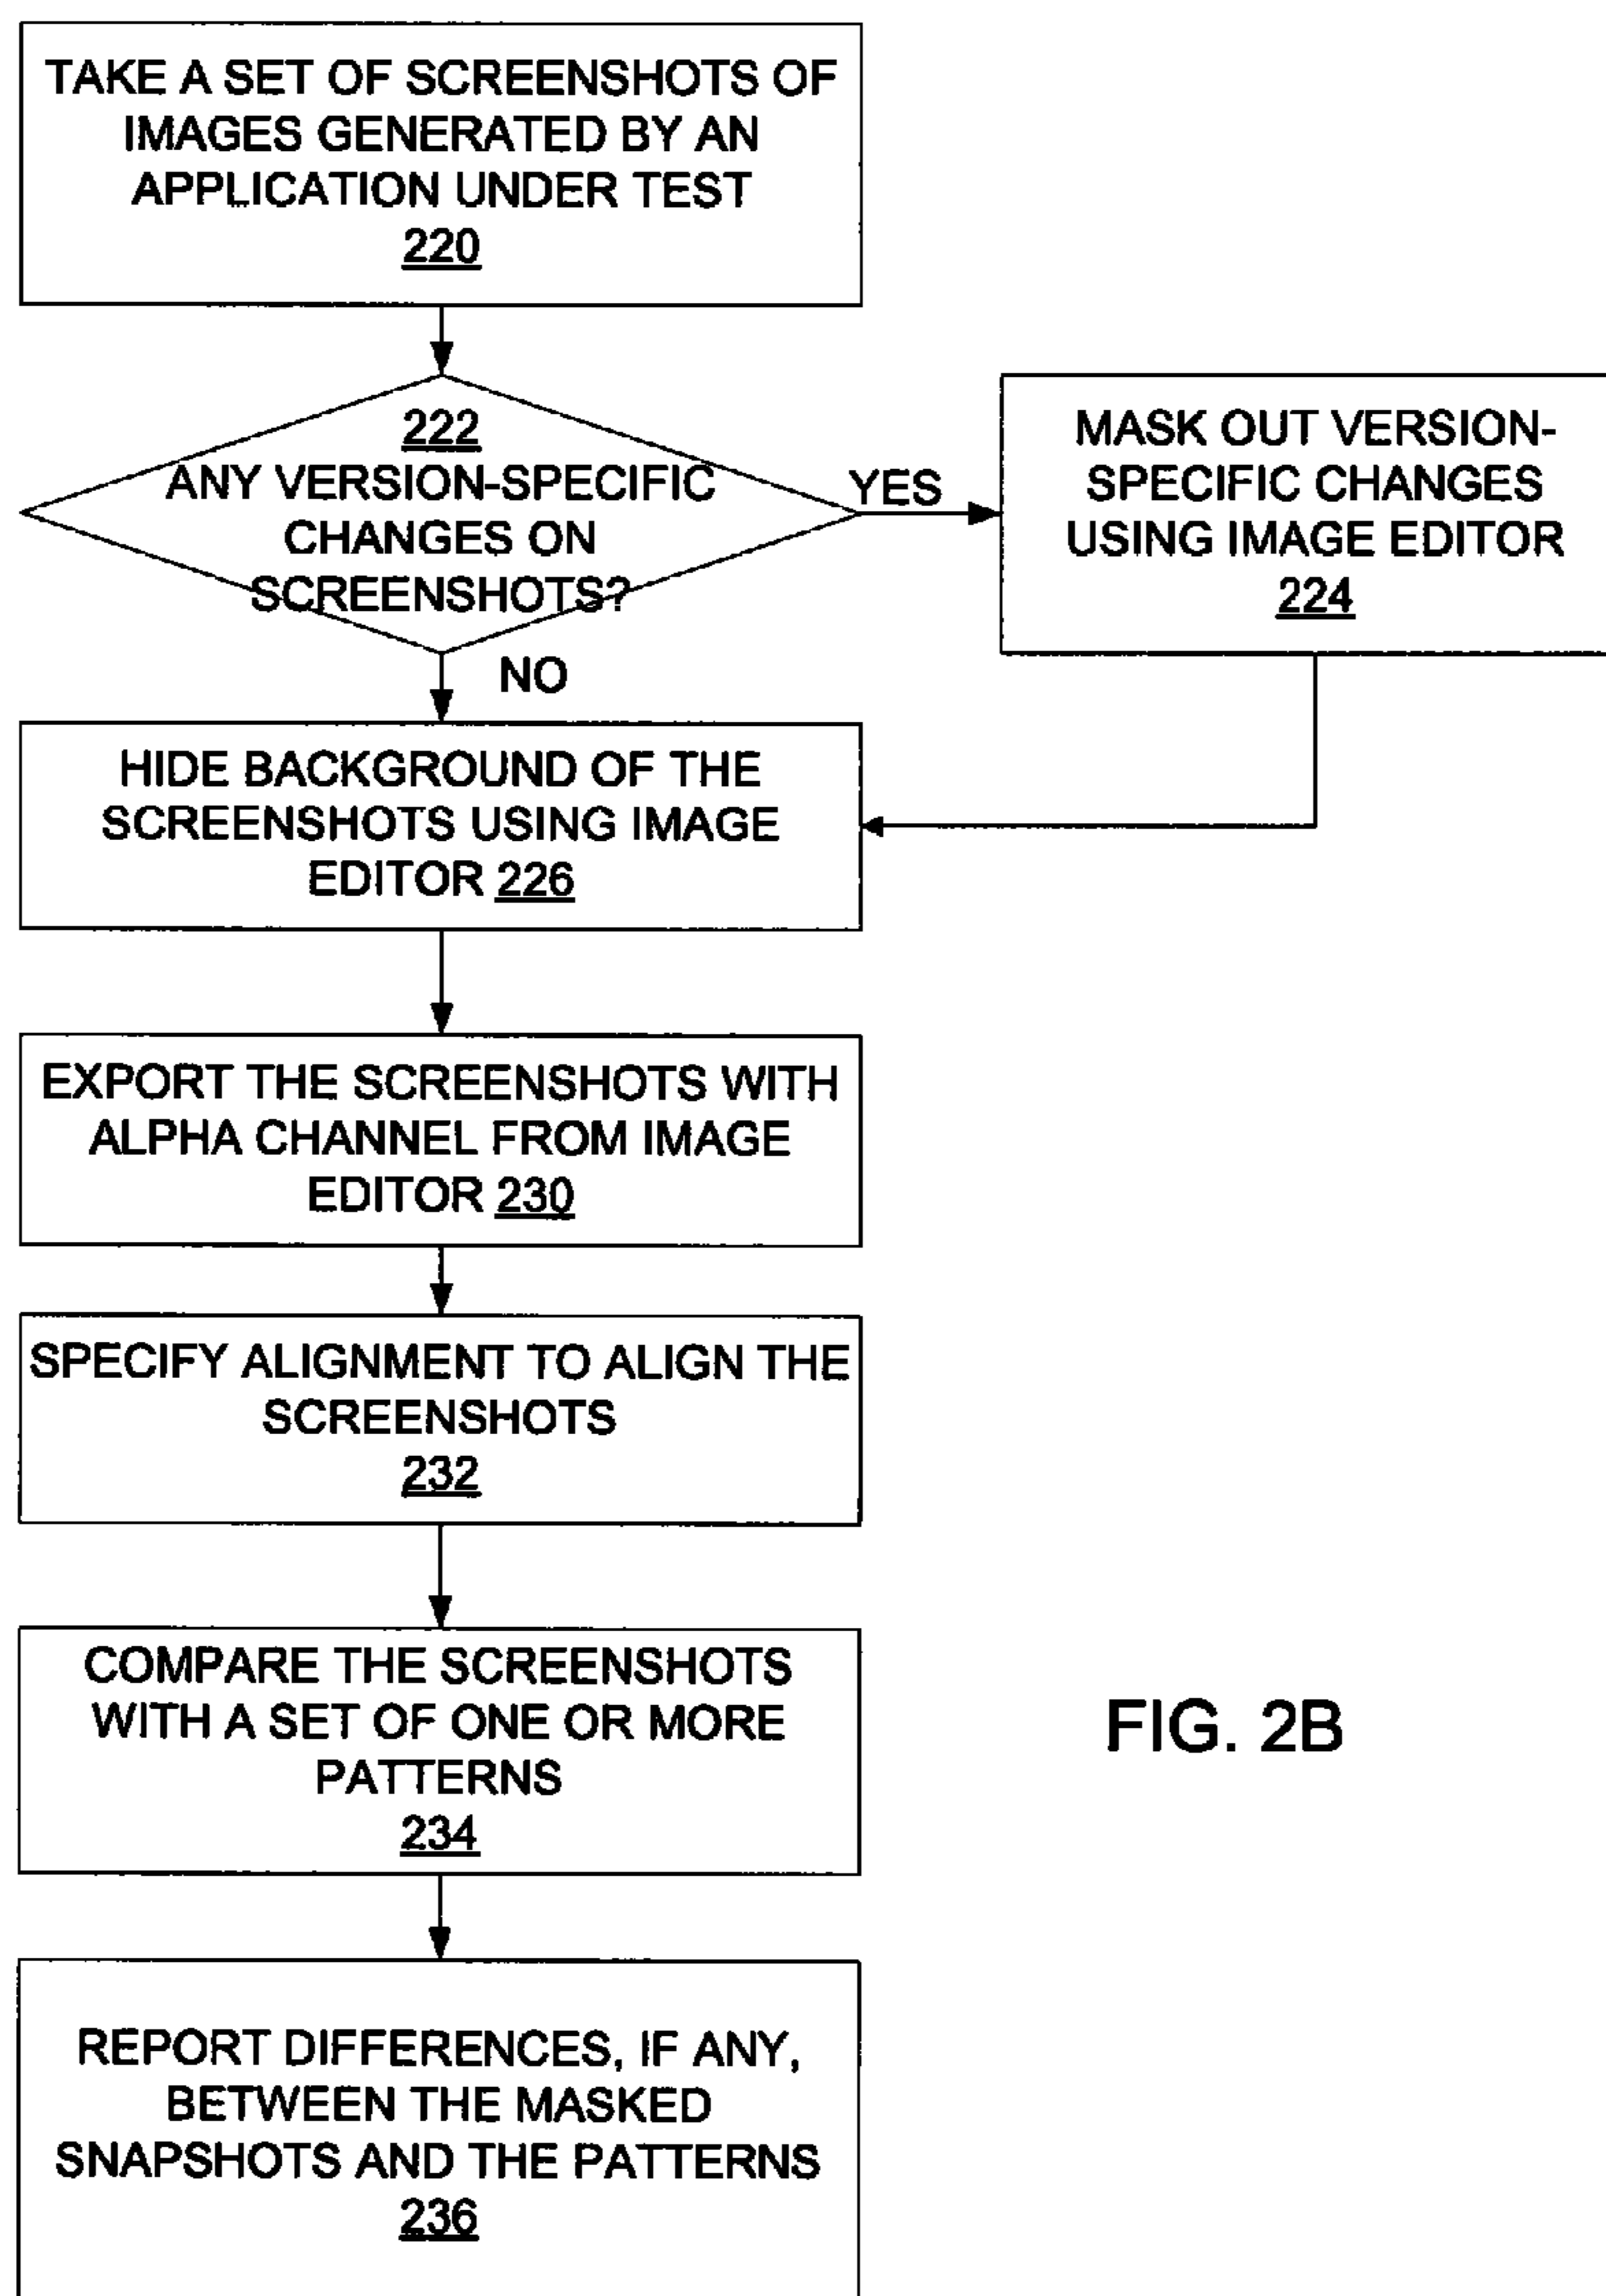 TAKE A SET OF SCREENSHOTS OF
IMAGES GENERATED BY AN
APPLICATION UNDER TEST
220
222
ANY VERSION-SPECIFIC
CHANGES ON
SCREENSHOTS?
YES
MASK OUT VERSION-
SPECIFIC CHANGES
USING IMAGE EDITOR
224
NO
HIDE BACKGROUND OF THE
SCREENSHOTS USING IMAGE
EDITOR 226
EXPORT THE SCREENSHOTS WITH
ALPHA CHANNEL FROM IMAGE
EDITOR 230
SPECIFY ALIGNMENT TO ALIGN THE
SCREENSHOTS
232
COMPARE THE SCREENSHOTS
WITH A SET OF ONE OR MORE
PATTERNS
234
FIG. 2B
REPORT DIFFERENCES, IF ANY,
BETWEEN THE MASKED
SNAPSHOTS AND THE PATTERNS
236